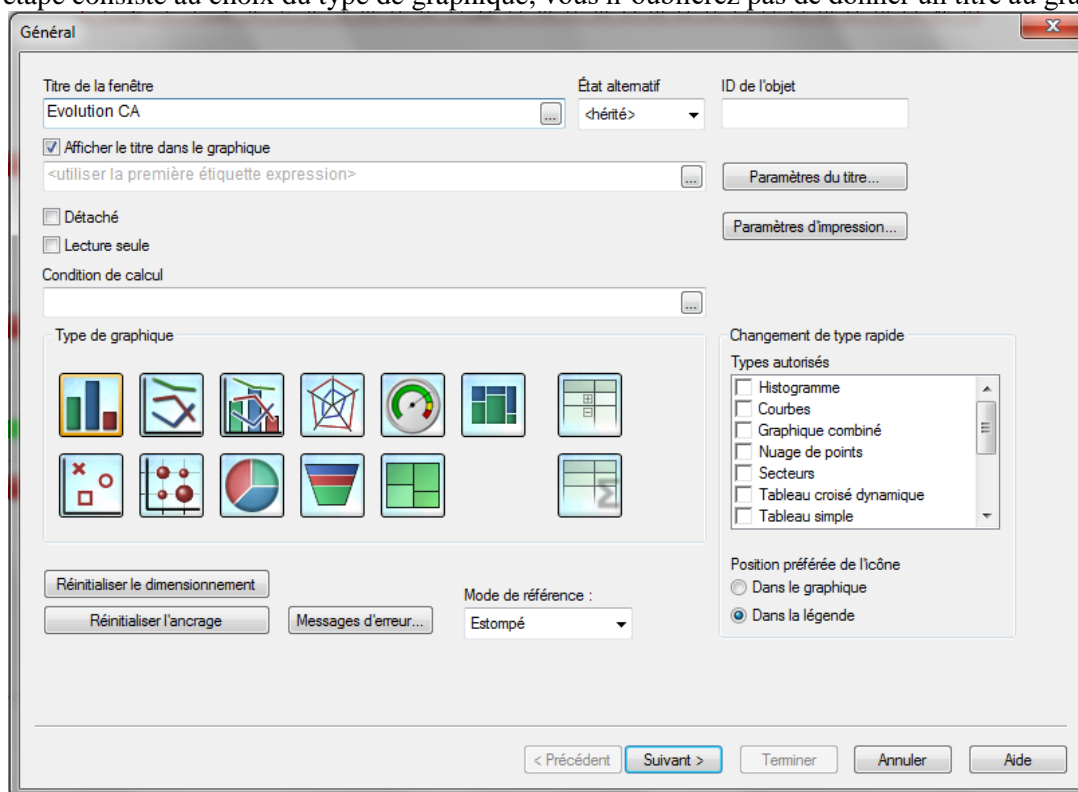 étape consiste au choix du type de graphique, vous n'oublierez pas de donner un titre au
Général
Titre de la fenêtre
État alternatif
ID de l'objet
Evolution CA
...
<hérité>
Afficher le titre dans le graphique
<utiliser la première étiquette expression>
...
Paramètres du titre...
Détaché
Paramètres d'impression...
Lecture seule
Condition de calcul
...
Type de graphique
Changement de type rapide
Types autorisés
Histogramme
Courbes
Graphique combiné
Nuage de points
Secteurs
Tableau croisé dynamique
Tableau simple
Position préférée de l'icône
Dans le graphique
Dans la légende
Réinitialiser le dimensionnement
Mode de référence :
Réinitialiser l'ancrage
Messages d'erreur...
Estompé
< Précédent
Suivant >
Terminer
Annuler
Aide